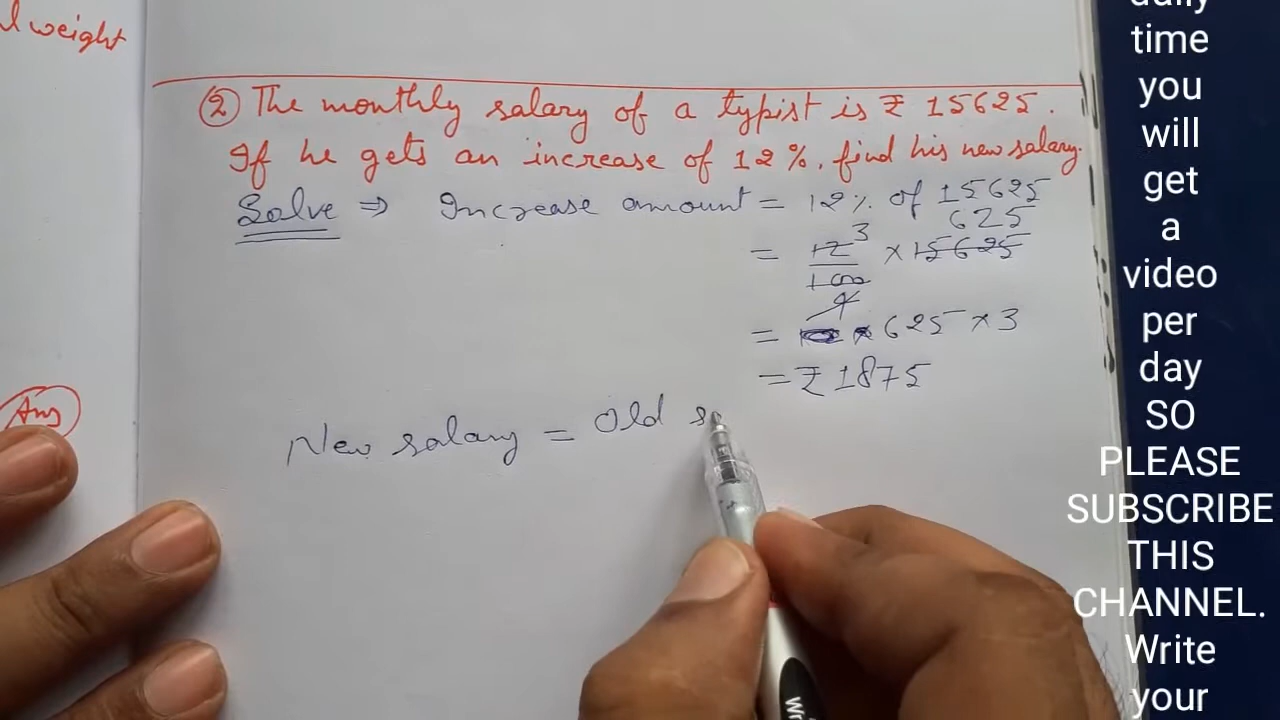 l weight
② The monthly salary of a typist is ₹ 15625.
If he gets an increase of 12%, find his new salary.
Solve ⇒ Increase amount = 12% of 15625
625
= 12 3 × 15625
100
4
= 625 × 3
= ₹ 1875
Ans
New salary = Old s
daily
time
you
will
get
a
video
per
day
SO
PLEASE
SUBSCRIBE
THIS
CHANNEL.
Write
your